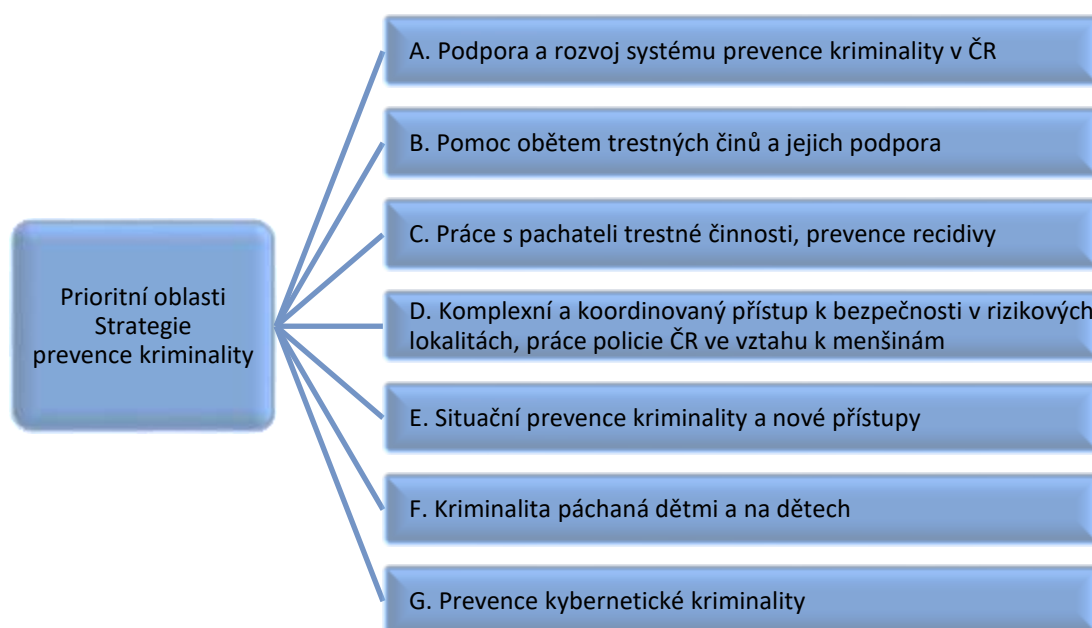 Prioritní oblasti
Strategie
prevence kriminality
A. Podpora a rozvoj systému prevence kriminality v ČR
B. Pomoc obětem trestných činů a jejich podpora
C. Práce s pachateli trestné činnosti, prevence recidivy
D. Komplexní a koordinovaný přístup k bezpečnosti v rizikových
lokalitách, práce policie ČR ve vztahu k menšinám
E. Situační prevence kriminality a nové přístupy
F. Kriminalita páchaná dětmi a na dětech
G. Prevence kybernetické kriminality